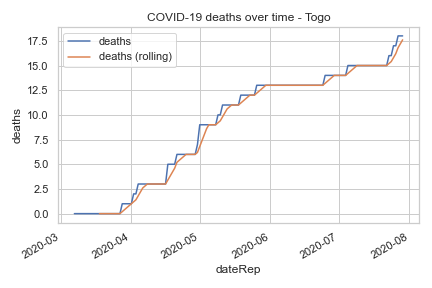 COVID-19 deaths over time - Togo
deaths
deaths (rolling)
17.5
15.0
12.5
10.0
7.5
5.0
2.5
0.0
deaths
2020-03
2020-04
2020-05
2020-06
2020-07
2020-08
dateRep